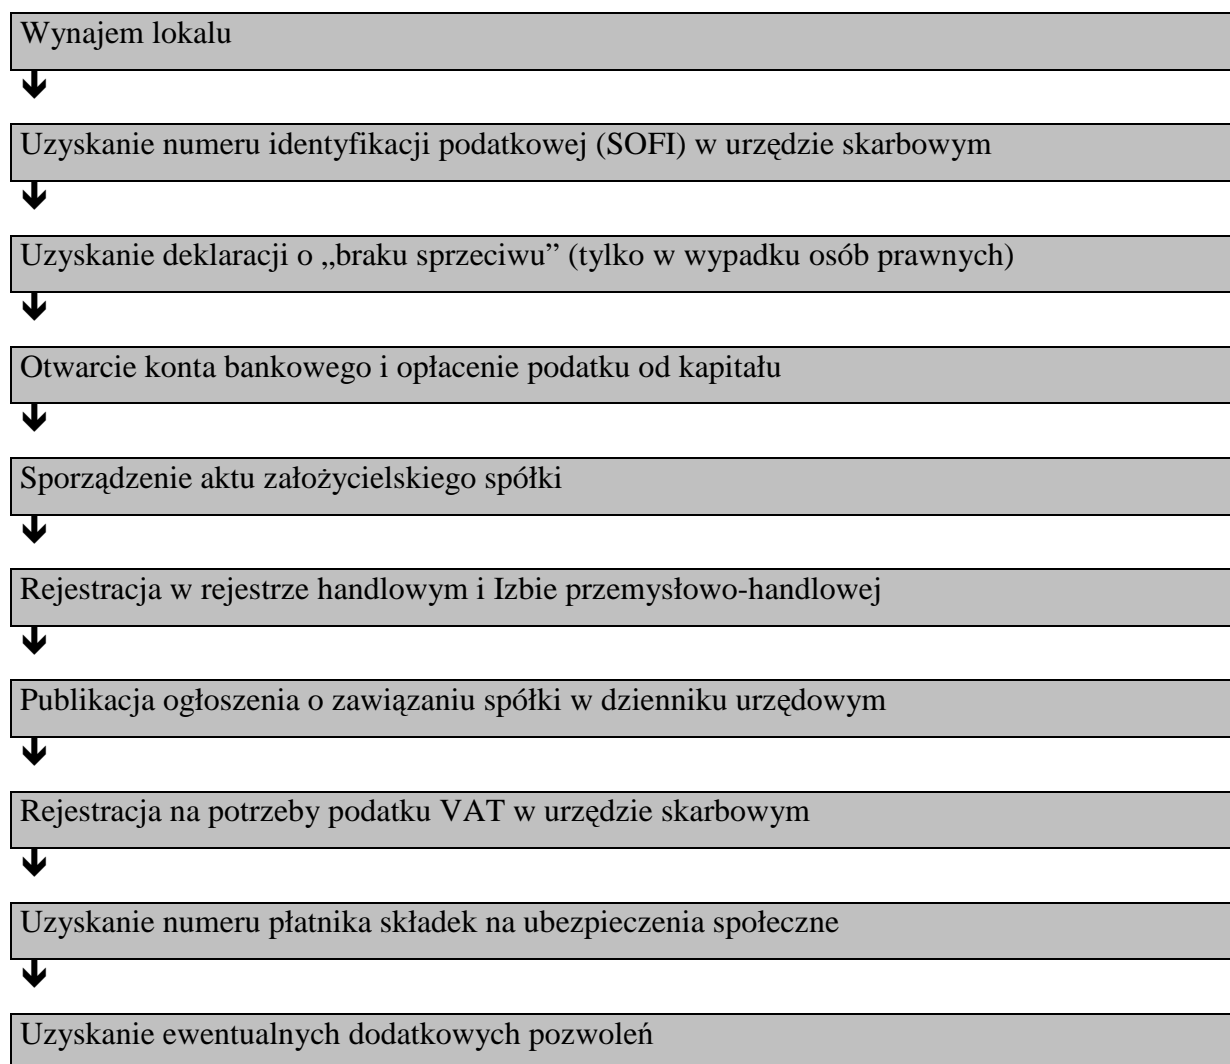 Wynajem lokalu
Uzyskanie numeru identyfikacji podatkowej (SOFI) w urzędzie skarbowym
Uzyskanie deklaracji o „braku sprzeciwu” (tylko w wypadku osób prawnych)
Otwarcie konta bankowego i opłacenie podatku od kapitału
Sporządzenie aktu założycielskiego spółki
Rejestracja w rejestrze handlowym i Izbie przemysłowo-handlowej
Publikacja ogłoszenia o zawiązaniu spółki w dzienniku urzędowym
Rejestracja na potrzeby podatku VAT w urzędzie skarbowym
Uzyskanie numeru płatnika składek na ubezpieczenia społeczne
Uzyskanie ewentualnych dodatkowych pozwoleń